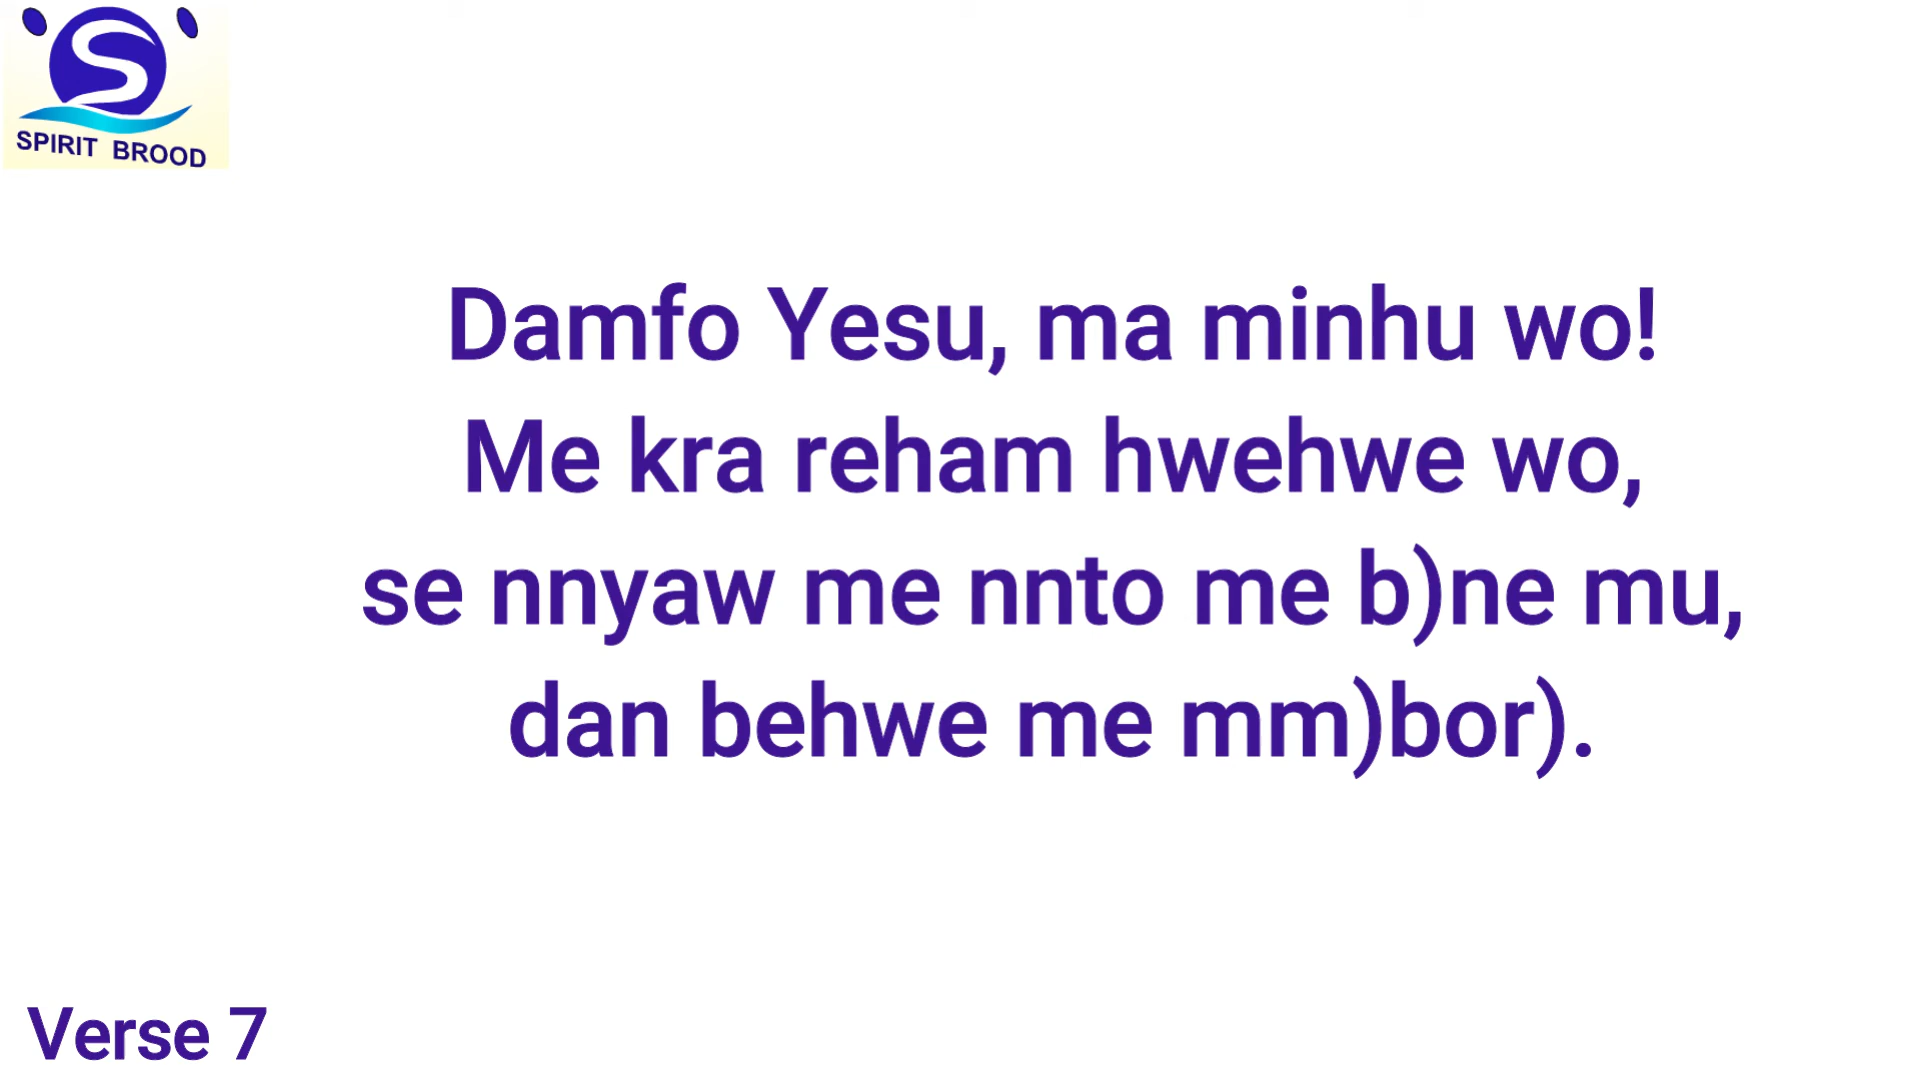 S
SPIRIT BROOD
Damfo Yesu, ma minhu wo!
Me kra reham hwehwe wo,
se nnyaw me nnto me b)ne mu,
dan behwe me mm)bor).
Verse 7